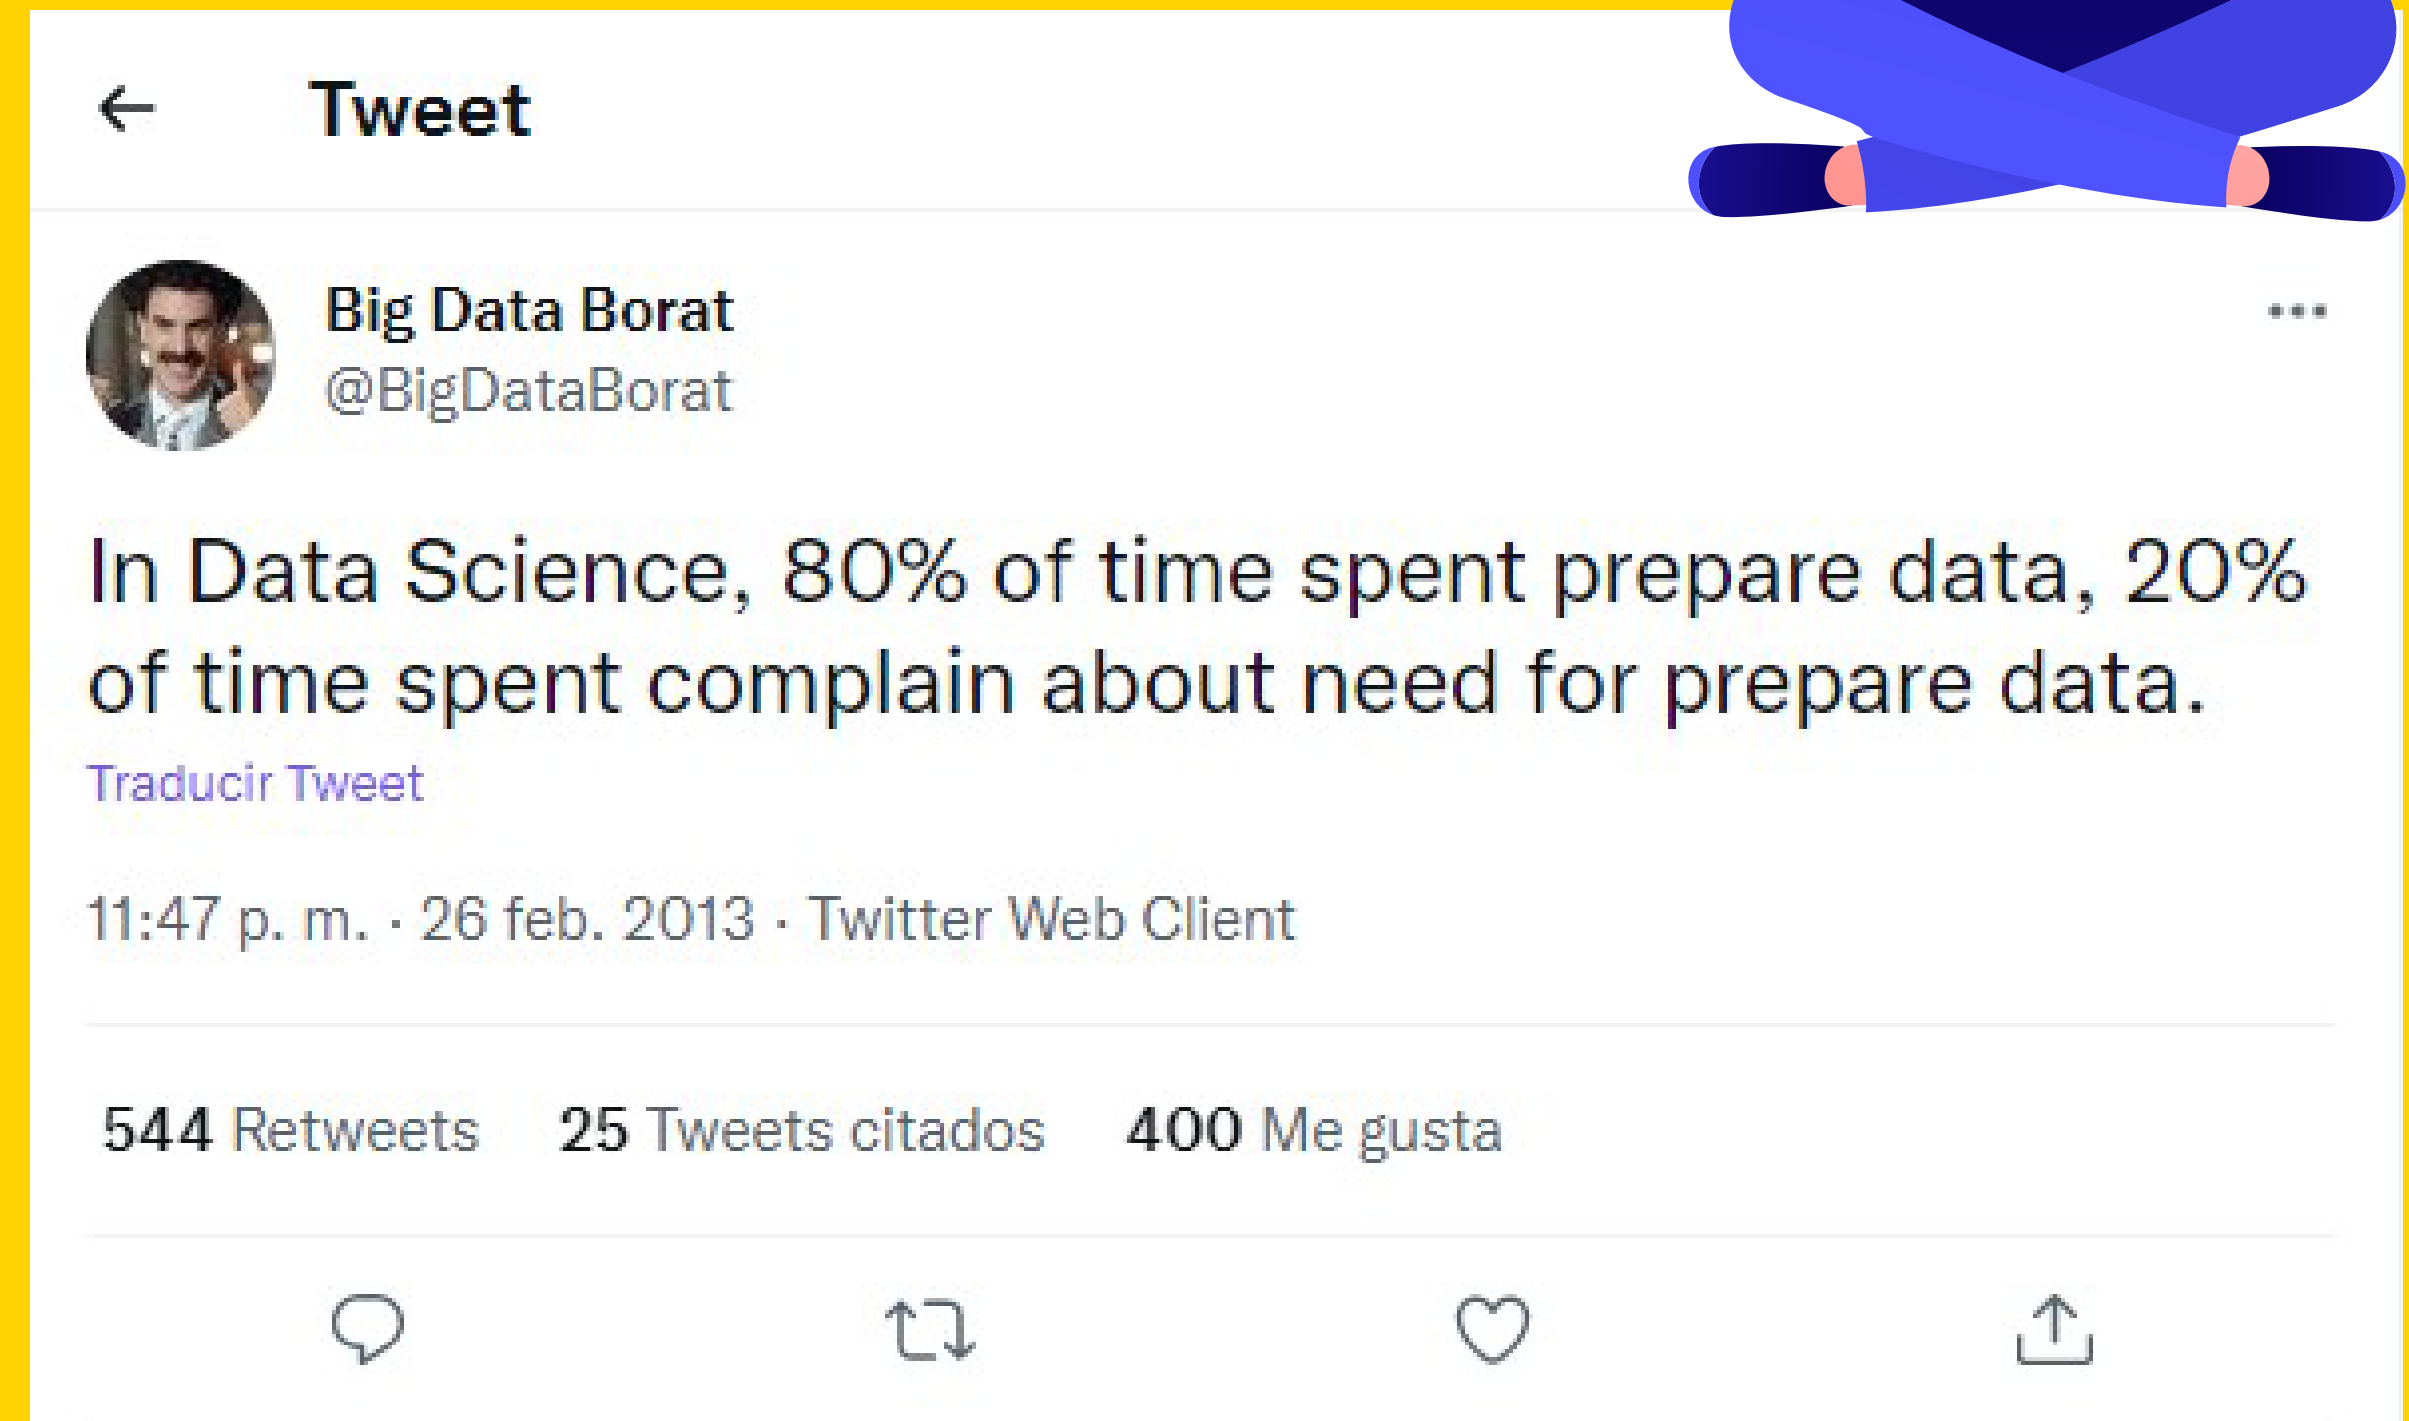 Tweet
Big Data Borat
@BigDataBorat
In Data Science, 80% of time spent prepare data, 20%
of time spent complain about need for prepare data.
Traducir Tweet
11:47 p. m. · 26 feb. 2013 · Twitter Web Client
544 Retweets 25 Tweets citados 400 Me gusta